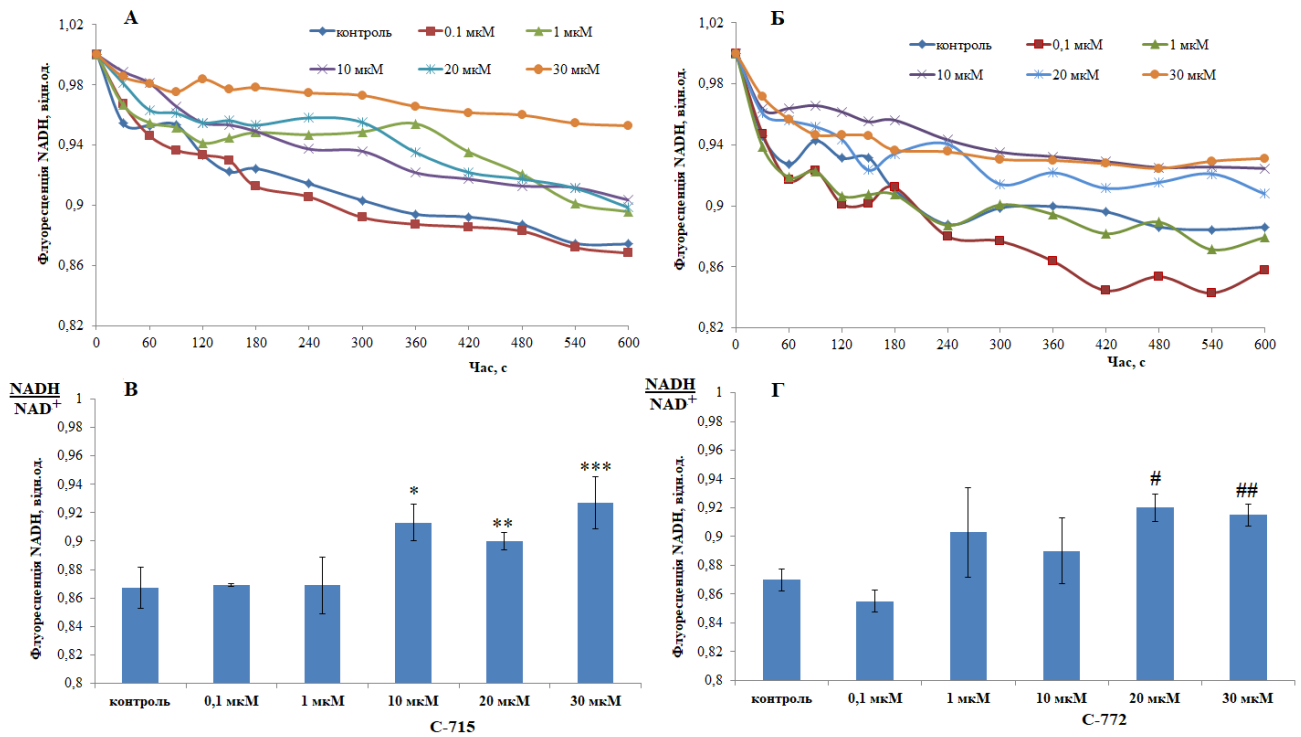 А
1,02
0,98
0,94
0,9
0,86
0,82
Флуоресценція NADH, відн.од.
контроль 0.1 мкМ 1 мкМ
10 мкМ 20 мкМ 30 мкМ
0 60 120 180 240 300 360 420 480 540 600
Час, с
Б
1,02
0,98
0,94
0,9
0,86
0,82
Флуоресценція NADH, відн.од.
контроль 0,1 мкМ 1 мкМ
10 мкМ 20 мкМ 30 мкМ
0 60 120 180 240 300 360 420 480 540 600
Час, с
NADH
NAD+
В
1
0,98
0,96
0,94
0,92
0,9
0,88
0,86
0,84
0,82
0,8
Флуоресценція NADH, відн.од.
* ** ***
контроль 0,1 мкМ 1 мкМ 10 мкМ 20 мкМ 30 мкМ
С-715
NADH
NAD+
Г
1
0,98
0,96
0,94
0,92
0,9
0,88
0,86
0,84
0,82
0,8
Флуоресценція NADH, відн.од.
# ##
контроль 0,1 мкМ 1 мкМ 10 мкМ 20 мкМ 30 мкМ
С-772